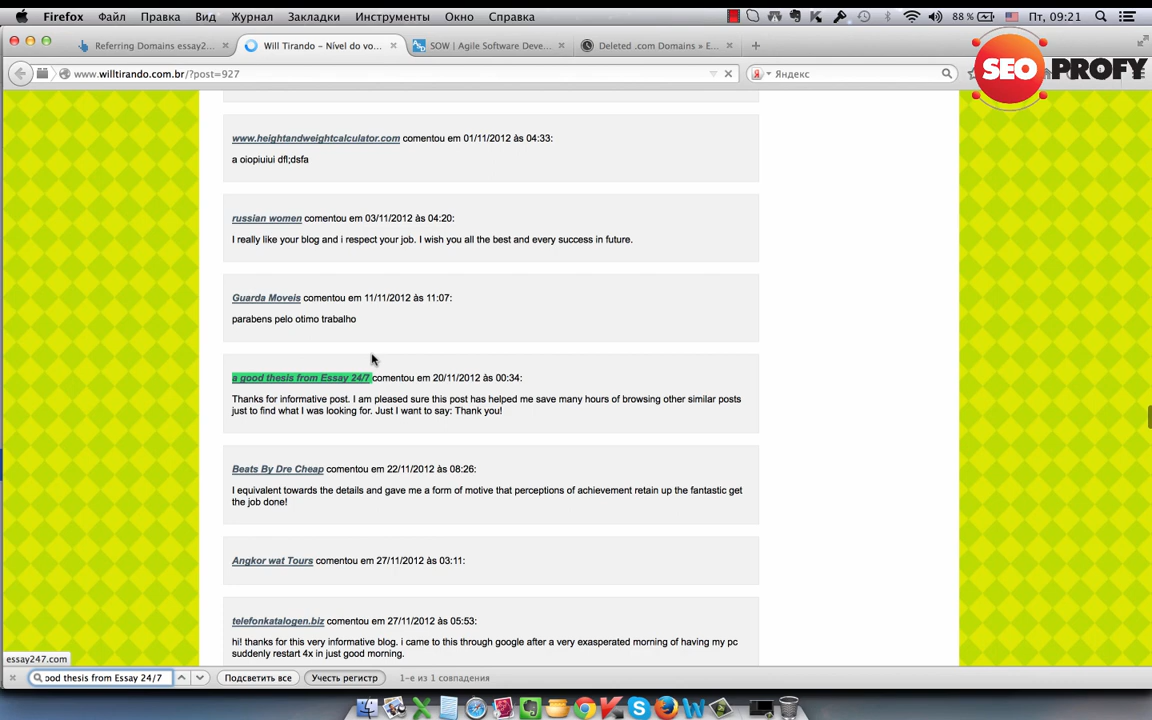 Firefox Файл Правка Вид Журнал Закладки Инструменты Окно Справка 88 % Пт, 09:21
Referring Domains essay2... Will Tirando – Nível do vo... SOW | Agile Software Deve... Deleted .com Domains » E...
www.willtirando.com.br/?post=927 Яндекс
SEO PROFY
www.heightandweightcalculator.com comentou em 01/11/2012 às 04:33:
a oiopiuiui dfl;dsfa
russian women comentou em 03/11/2012 às 04:20:
I really like your blog and i respect your job. I wish you all the best and every success in future.
Guarda Moveis comentou em 11/11/2012 às 11:07:
parabens pelo otimo trabalho
a good thesis from Essay 24/7 comentou em 20/11/2012 às 00:34:
Thanks for informative post. I am pleased sure this post has helped me save many hours of browsing other similar posts
just to find what I was looking for. Just I want to say: Thank you!
Beats By Dre Cheap comentou em 22/11/2012 às 08:26:
I equivalent towards the details and gave me a form of motive that perceptions of achievement retain up the fantastic get
the job done!
Angkor wat Tours comentou em 27/11/2012 às 03:11:
telefonkatalogen.biz comentou em 27/11/2012 às 05:53:
hi! thanks for this very informative blog. i came to this through google after a very exasperated morning of having my pc
suddenly restart 4x in just good morning.
essay247.com
ood thesis from Essay 24/7 Подсветить все Учесть регистр 1-е из 1 совпадения